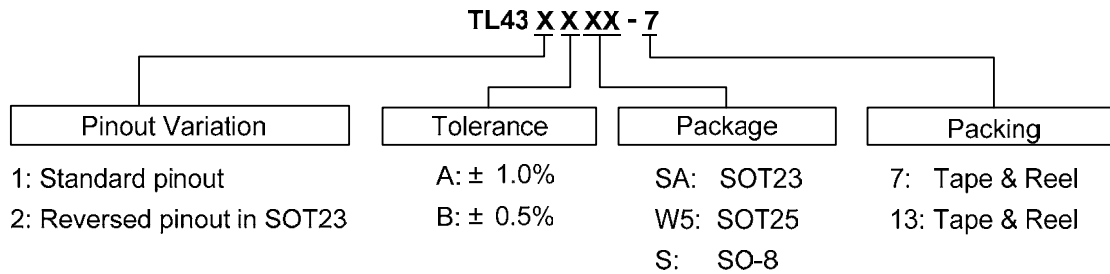 TL43 X X XX - 7
Pinout Variation
Tolerance
Package
Packing
1: Standard pinout
2: Reversed pinout in SOT23
A: ± 1.0%
B: ± 0.5%
SA: SOT23
W5: SOT25
S: SO-8
7: Tape & Reel
13: Tape & Reel